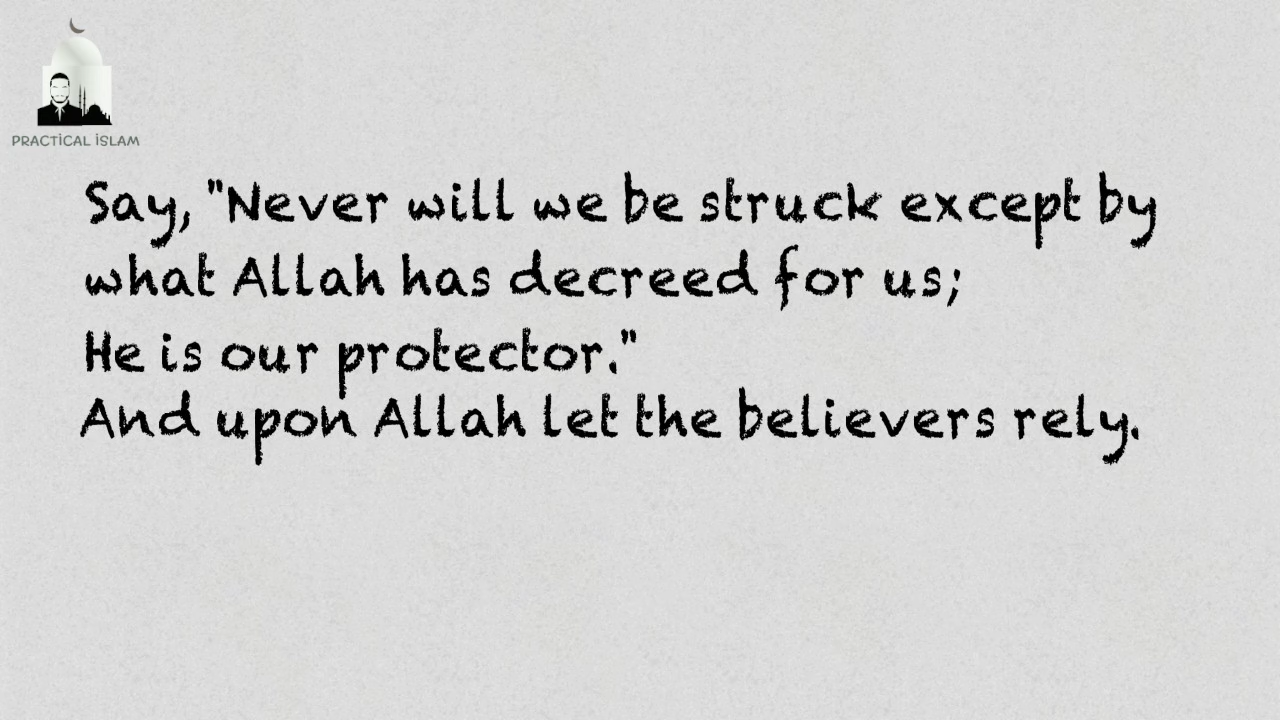 PRACTICAL ISLAM
Say, "Never will we be struck except by
what Allah has decreed for us;
He is our protector."
And upon Allah let the believers rely.